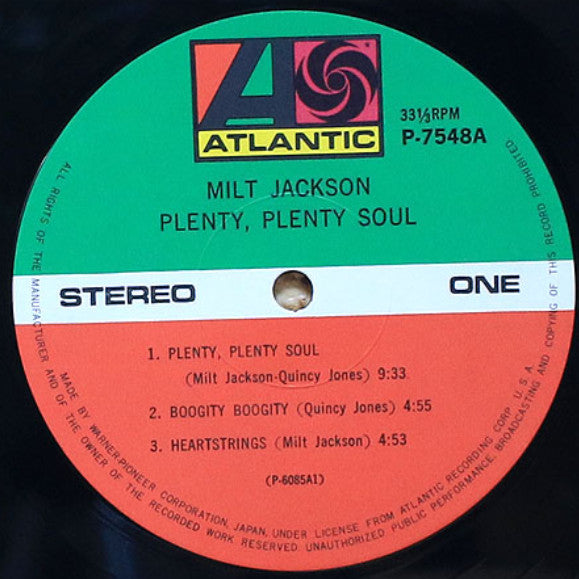 ATLANTIC
33⅓RPM
P-7548A
MILT JACKSON
PLENTY, PLENTY SOUL
STEREO
ONE
1. PLENTY, PLENTY SOUL
(Milt Jackson-Quincy Jones) 9:33
2. BOOGITY BOOGITY (Quincy Jones) 4:55
3. HEARTSTRINGS (Milt Jackson) 4:53
(P-6085A1)
MADE BY WARNER-PIONEER CORPORATION, JAPAN, UNDER LICENSE FROM ATLANTIC RECORDING CORP. U.S.A.
ALL RIGHTS OF THE MANUFACTURER AND OF THE OWNER OF THE RECORDED WORK RESERVED. UNAUTHORIZED PUBLIC PERFORMANCE, BROADCASTING AND COPYING OF THIS RECORD PROHIBITED.